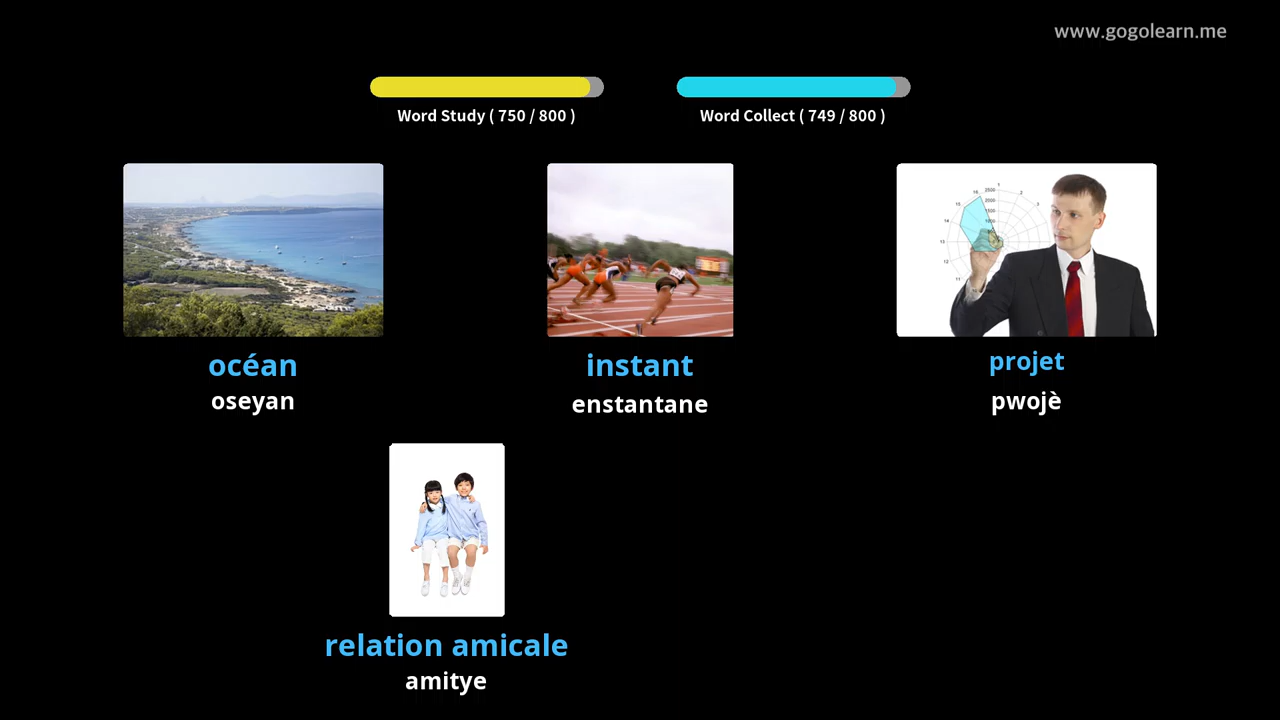 www.gogolearn.me
Word Study ( 750 / 800 )
Word Collect ( 749 / 800 )
océan
oseyan
instant
enstantane
projet
pwojè
relation amicale
amitye